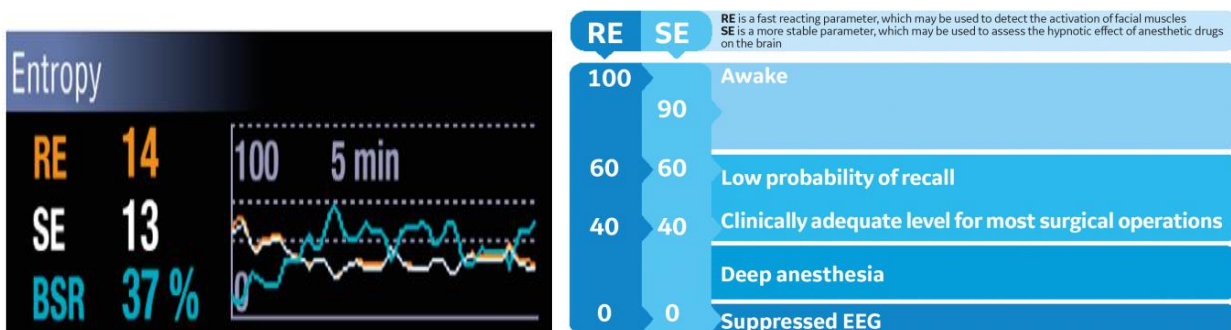 Entropy
RE 14
SE 13
BSR 37 %
100 5 min
0
RE SE
RE is a fast reacting parameter, which may be used to detect the activation of facial muscles
SE is a more stable parameter, which may be used to assess the hypnotic effect of anesthetic drugs
on the brain
100 Awake
90
60 60 Low probability of recall
40 40 Clinically adequate level for most surgical operations
Deep anesthesia
0 0 Suppressed EEG